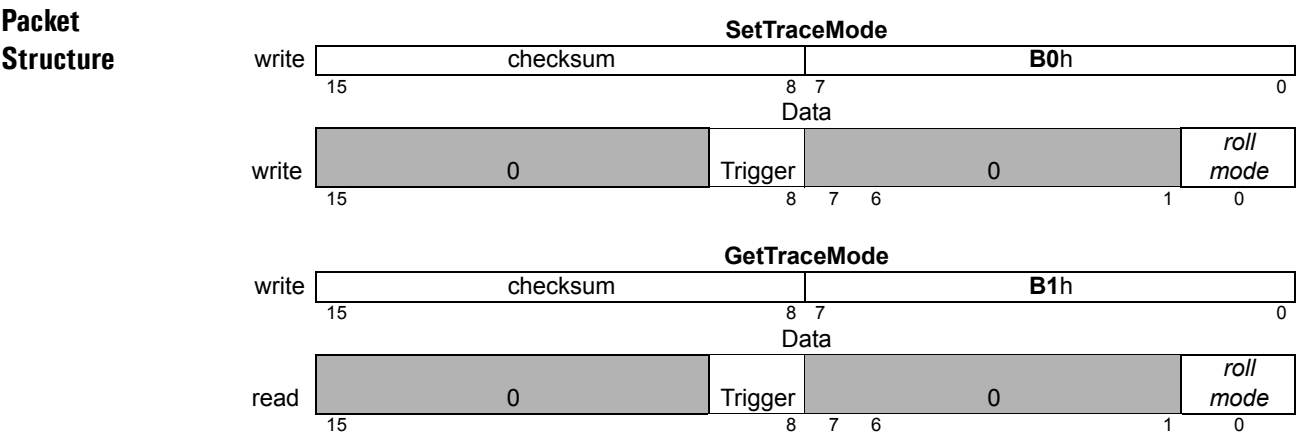 Packet
Structure
SetTraceMode
write checksum B0h
15 8 7 0
Data
write 0 Trigger 0 roll mode
15 8 7 6 1 0
GetTraceMode
write checksum B1h
15 8 7 0
Data
read 0 Trigger 0 roll mode
15 8 7 6 1 0